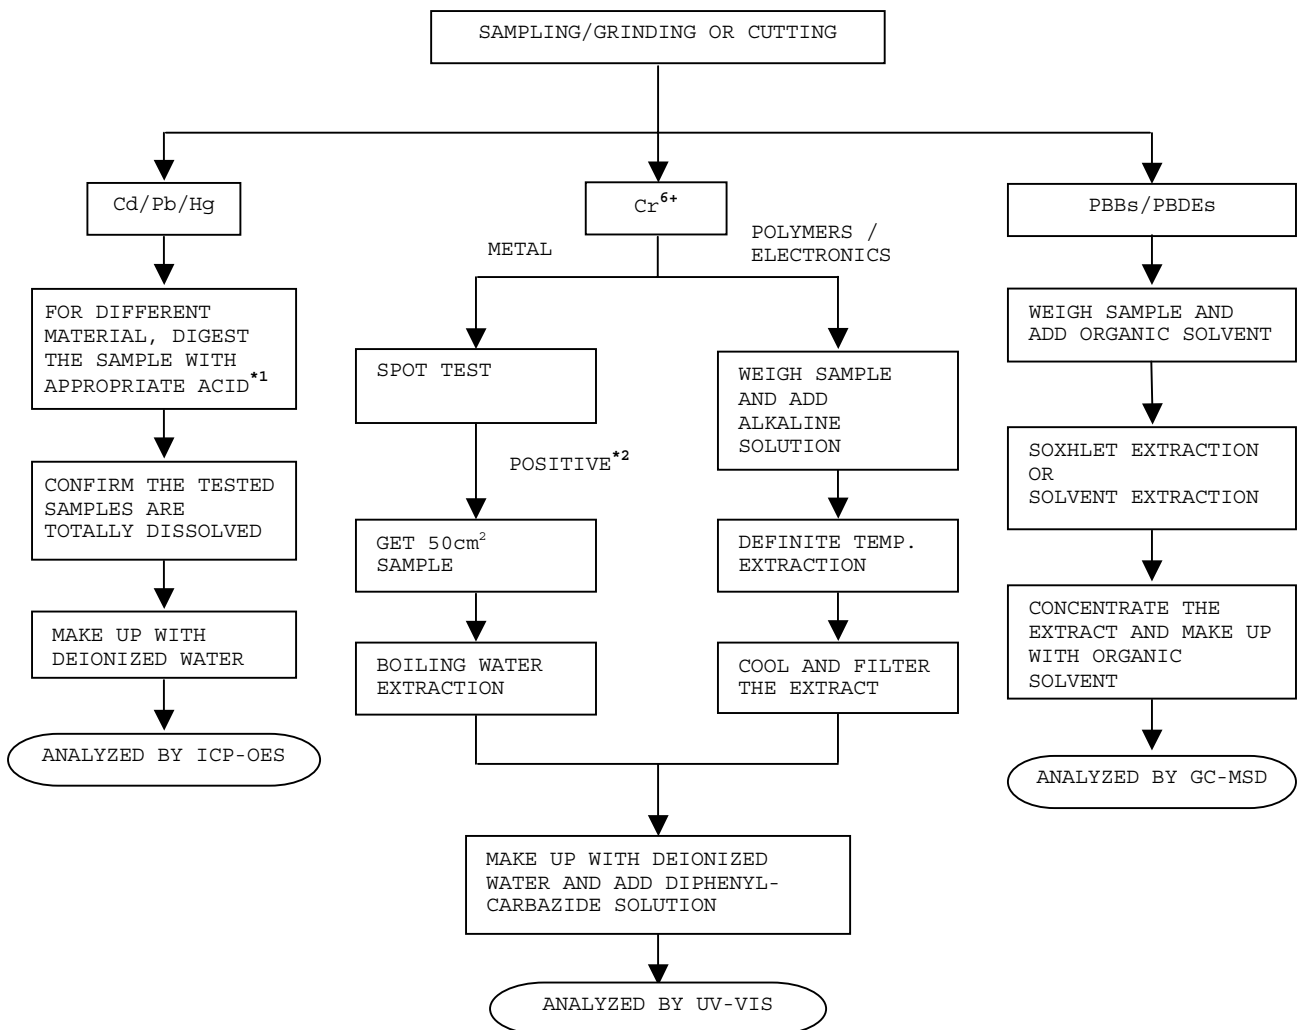 SAMPLING/GRINDING OR CUTTING
Cd/Pb/Hg
Cr6+
PBBs/PBDEs
METAL
POLYMERS /
ELECTRONICS
FOR DIFFERENT
MATERIAL, DIGEST
THE SAMPLE WITH
APPROPRIATE ACID*1
SPOT TEST
WEIGH SAMPLE
AND ADD
ALKALINE
SOLUTION
WEIGH SAMPLE AND
ADD ORGANIC SOLVENT
CONFIRM THE TESTED
SAMPLES ARE
TOTALLY DISSOLVED
POSITIVE*2
SOXHLET EXTRACTION
OR
SOLVENT EXTRACTION
GET 50cm2
SAMPLE
DEFINITE TEMP.
EXTRACTION
MAKE UP WITH
DEIONIZED WATER
BOILING WATER
EXTRACTION
COOL AND FILTER
THE EXTRACT
CONCENTRATE THE
EXTRACT AND MAKE UP
WITH ORGANIC
SOLVENT
ANALYZED BY ICP-OES
ANALYZED BY GC-MSD
MAKE UP WITH DEIONIZED
WATER AND ADD DIPHENYL-
CARBAZIDE SOLUTION
ANALYZED BY UV-VIS